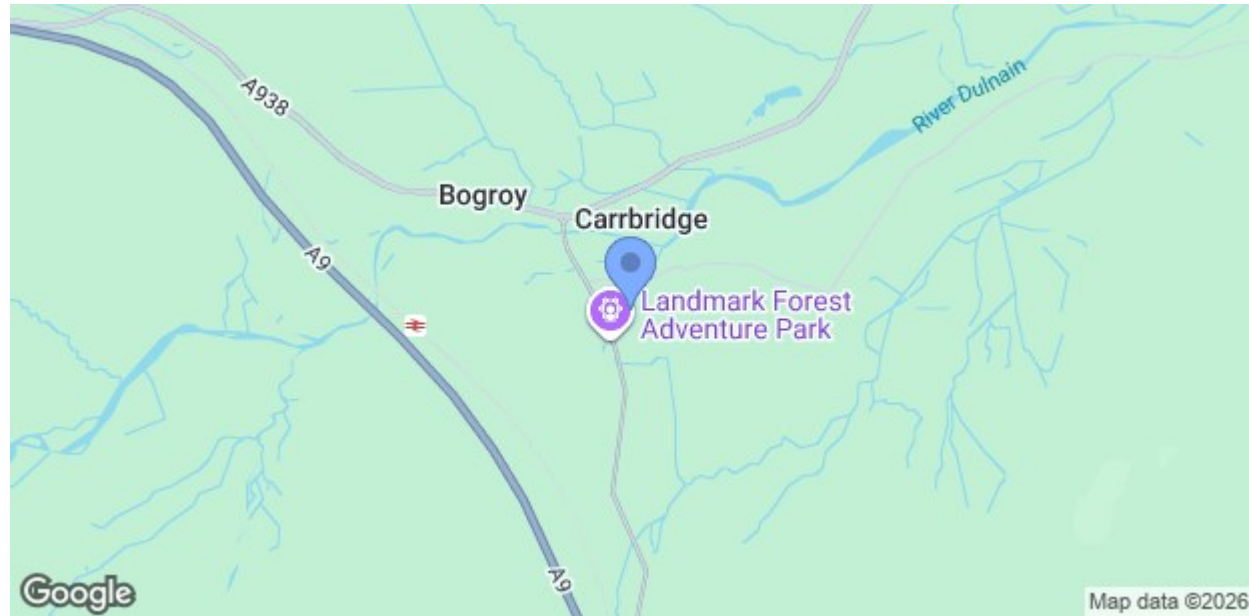 A938
River Dulnain
Bogroy
Carrbridge
A9
Landmark Forest
Adventure Park
A9
Google
Map data ©2026